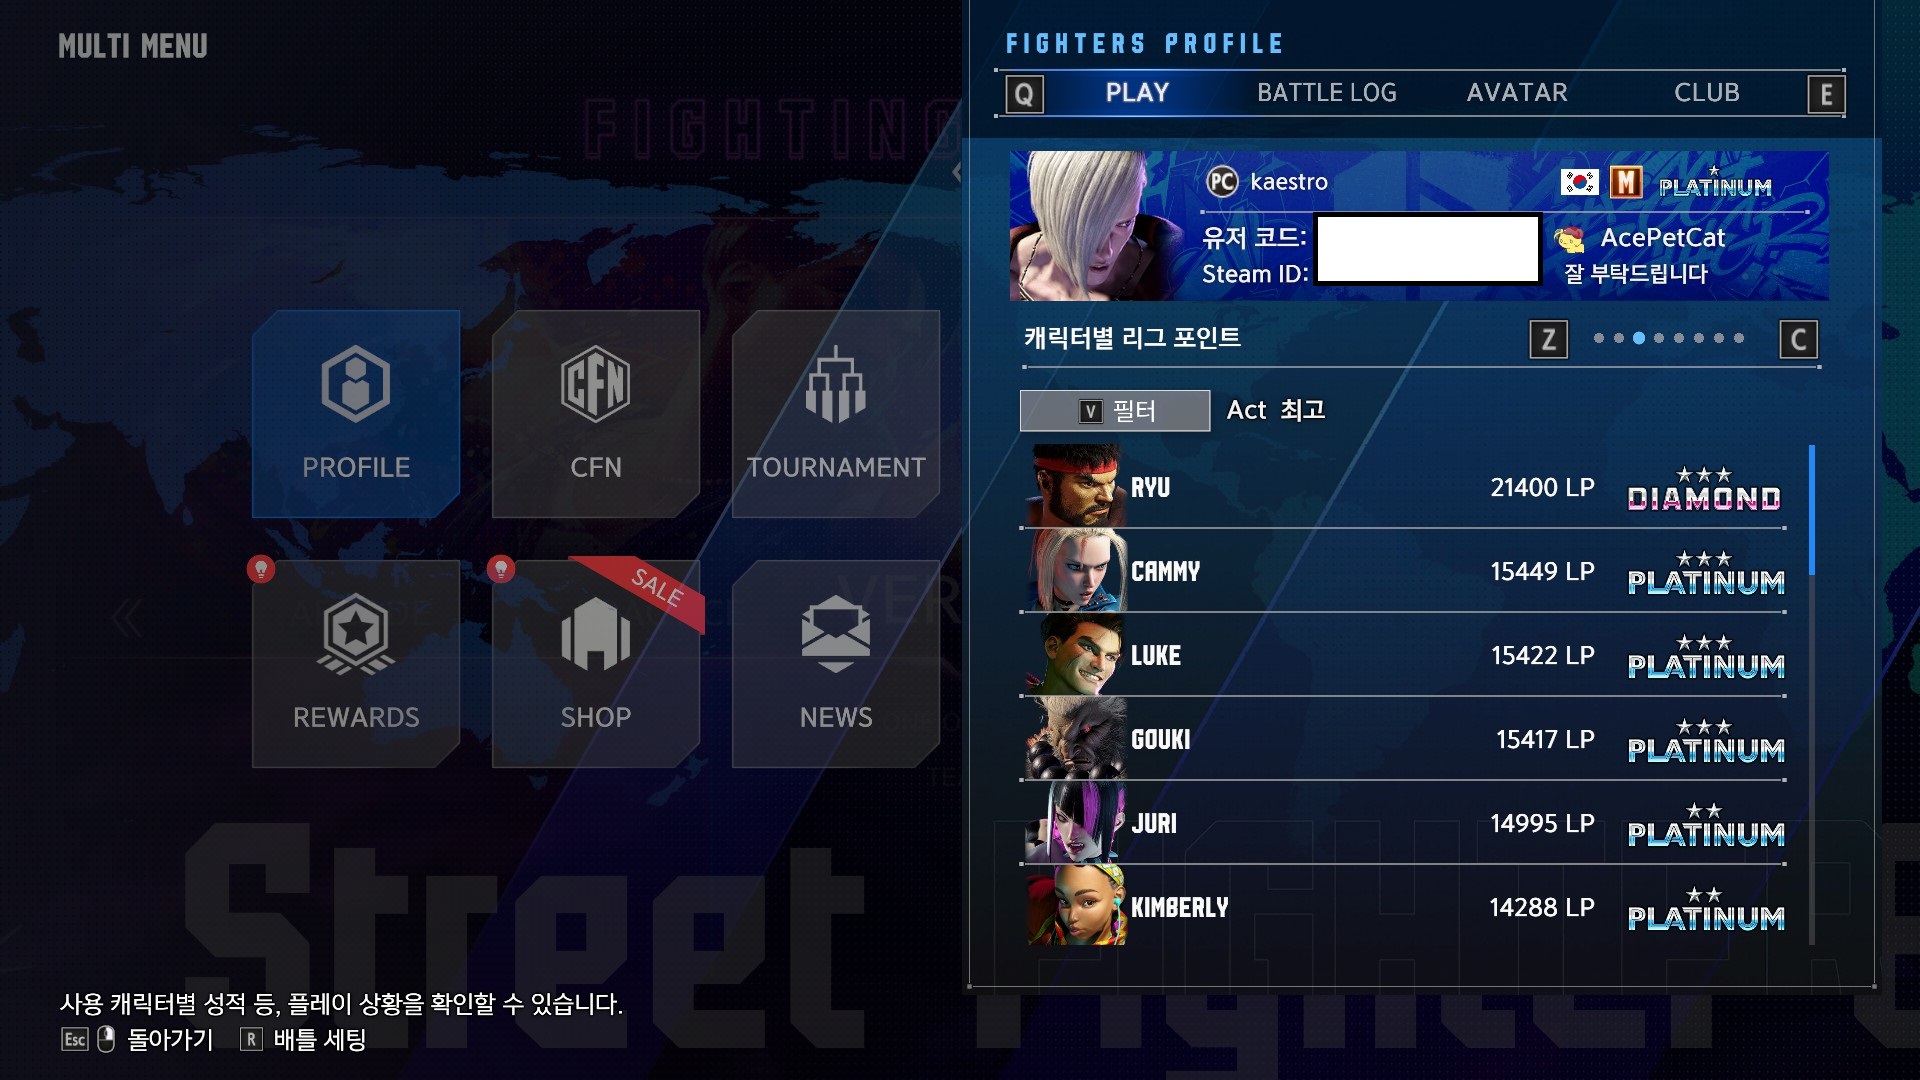 MULTI MENU
FIGHTING
PROFILE
CFN
CFN
TOURNAMENT
REWARDS
SALE
SHOP
NEWS
Street Fighter
사용 캐릭터별 성적 등, 플레이 상황을 확인할 수 있습니다.
Esc 돌아가기 R 배틀 세팅
FIGHTERS PROFILE
Q PLAY BATTLE LOG AVATAR CLUB E
PC kaestro M PLATINUM
유저 코드: AcePetCat
Steam ID: 잘 부탁드립니다
캐릭터별 리그 포인트 Z C
V 필터 Act 최고
RYU 21400 LP DIAMOND
CAMMY 15449 LP PLATINUM
LUKE 15422 LP PLATINUM
GOUKI 15417 LP PLATINUM
JURI 14995 LP PLATINUM
KIMBERLY 14288 LP PLATINUM